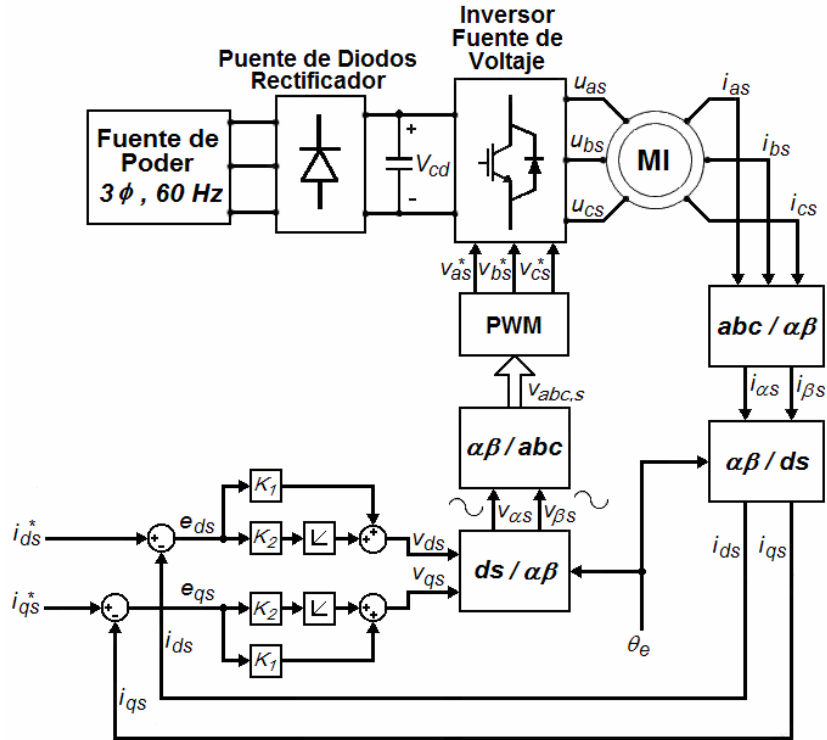 Inversor
Fuente de
Voltaje
Puente de Diodos
Rectificador
Fuente de
Poder
3ϕ , 60 Hz
+
V_cd
-
u_as
u_bs
u_cs
MI
i_as
i_bs
i_cs
v_as^*
v_bs^*
v_cs^*
PWM
abc / αβ
v_abc,s
i_αs
i_βs
αβ / abc
αβ / ds
v_αs
v_βs
K_1
i_ds^*
+
-
e_ds
K_2
+
+
v_ds
ds / αβ
i_ds
i_qs
i_qs^*
+
-
e_qs
K_2
+
+
v_qs
K_1
i_ds
θ_e
i_qs